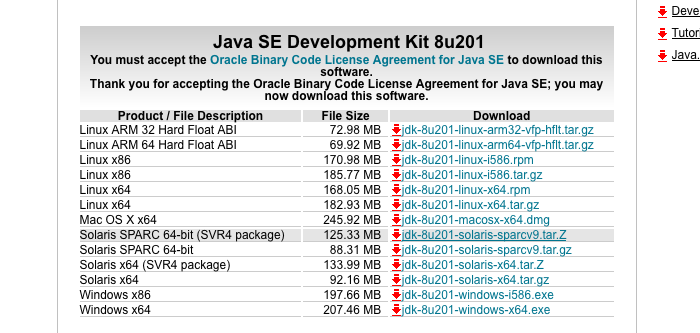 Deve
Tutor
Java.
Java SE Development Kit 8u201
You must accept the Oracle Binary Code License Agreement for Java SE to download this
software.
Thank you for accepting the Oracle Binary Code License Agreement for Java SE; you may
now download this software.
Product / File Description File Size Download
Linux ARM 32 Hard Float ABI 72.98 MB jdk-8u201-linux-arm32-vfp-hflt.tar.gz
Linux ARM 64 Hard Float ABI 69.92 MB jdk-8u201-linux-arm64-vfp-hflt.tar.gz
Linux x86 170.98 MB jdk-8u201-linux-i586.rpm
Linux x86 185.77 MB jdk-8u201-linux-i586.tar.gz
Linux x64 168.05 MB jdk-8u201-linux-x64.rpm
Linux x64 182.93 MB jdk-8u201-linux-x64.tar.gz
Mac OS X x64 245.92 MB jdk-8u201-macosx-x64.dmg
Solaris SPARC 64-bit (SVR4 package) 125.33 MB jdk-8u201-solaris-sparcv9.tar.Z
Solaris SPARC 64-bit 88.31 MB jdk-8u201-solaris-sparcv9.tar.gz
Solaris x64 (SVR4 package) 133.99 MB jdk-8u201-solaris-x64.tar.Z
Solaris x64 92.16 MB jdk-8u201-solaris-x64.tar.gz
Windows x86 197.66 MB jdk-8u201-windows-i586.exe
Windows x64 207.46 MB jdk-8u201-windows-x64.exe